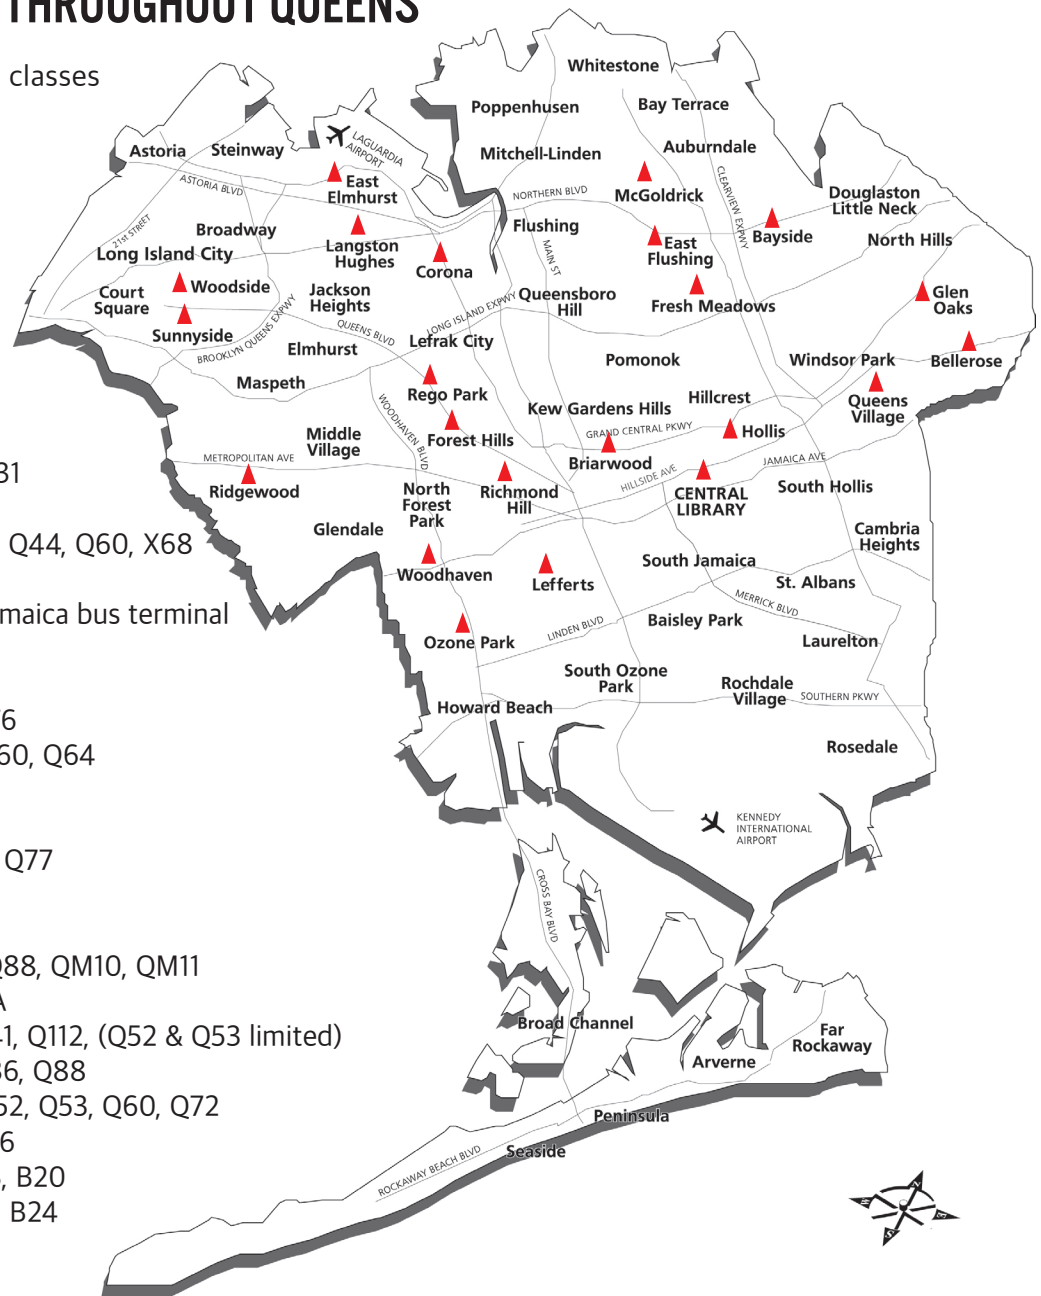 THROUGHOUT QUEENS
classes
31
Q44, Q60, X68
maica bus terminal
6
60, Q64
Q77
Q88, QM10, QM11
A
41, Q112, (Q52 & Q53 limited)
36, Q88
52, Q53, Q60, Q72
6
, B20
B24
Whitestone
Poppenhusen
Bay Terrace
Astoria
Steinway
LAGUARDIA
AIRPORT
Mitchell-Linden
Auburndale
ASTORIA BLVD
East
Elmhurst
NORTHERN BLVD
McGoldrick
CLEARVIEW EXPWY
Douglaston
Little Neck
21st STREET
Broadway
Flushing
Bayside
Long Island City
Langston
Hughes
MAIN ST
East
Flushing
North Hills
Corona
Woodside
Court
Square
Jackson
Heights
LONG ISLAND EXPWY
Queensboro
Hill
Fresh Meadows
Glen
Oaks
Sunnyside
BROOKLYN QUEENS EXPWY
QUEENS BLVD
Elmhurst
Lefrak City
Pomonok
Windsor Park
Bellerose
Maspeth
Rego Park
WOODHAVEN BLVD
Kew Gardens Hills
Hillcrest
Queens
Village
Middle
Village
Forest Hills
GRAND CENTRAL PKWY
Hollis
METROPOLITAN AVE
Briarwood
HILLSIDE AVE
JAMAICA AVE
Ridgewood
North
Forest
Park
Richmond
Hill
CENTRAL
LIBRARY
South Hollis
Glendale
Cambria
Heights
Woodhaven
Lefferts
South Jamaica
St. Albans
MERRICK BLVD
Ozone Park
LINDEN BLVD
Baisley Park
Laurelton
South Ozone
Park
Rochdale
Village
SOUTHERN PKWY
Howard Beach
Rosedale
KENNEDY
INTERNATIONAL
AIRPORT
CROSS BAY BLVD
Broad Channel
Far
Rockaway
Arverne
Peninsula
Seaside
ROCKAWAY BEACH BLVD
N
E
S
W